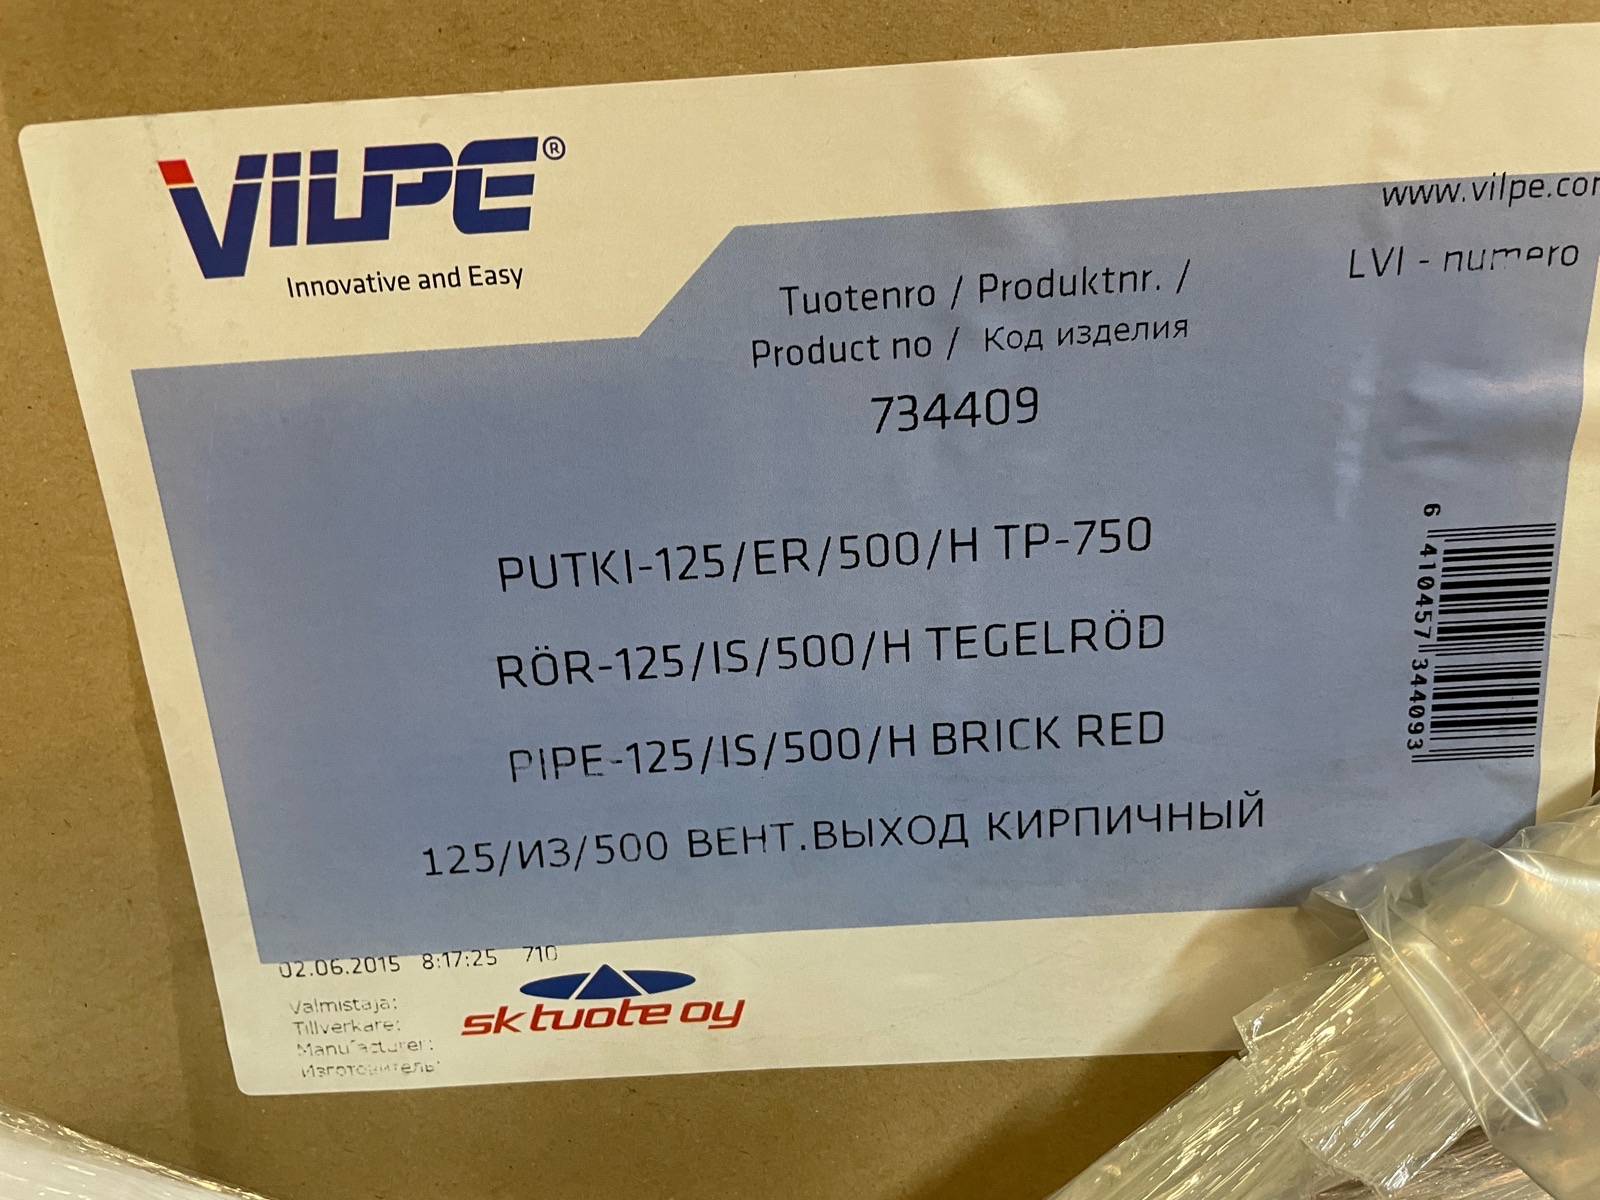 VILPE®
Innovative and Easy
www.vilpe.com
LVI - numero
Tuotenro / Produktnr. /
Product no / Код изделия
734409
PUTKI-125/ER/500/H TP-750
RÖR-125/IS/500/H TEGELRÖD
PIPE-125/IS/500/H BRICK RED
125/ИЗ/500 ВЕНТ.ВЫХОД КИРПИЧНЫЙ
6 410457 344093
02.06.2015 8:17:25 710
Valmistaja:
Tillverkare:
Manufacturer:
Изготовитель:
sk tuote oy